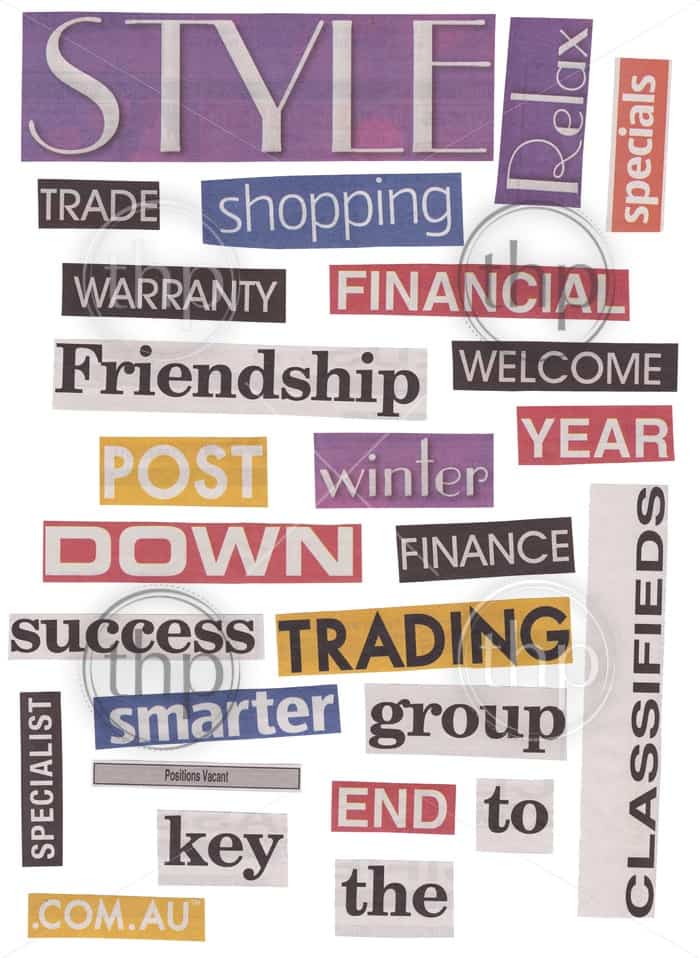 STYLE
Relax
specials
TRADE
shopping
thp
thp
WARRANTY
FINANCIAL
Friendship
WELCOME
YEAR
POST
winter
CLASSIFIEDS
DOWN
FINANCE
success
TRADING
thp
thp
SPECIALIST
smarter
group
Positions Vacant
END
to
key
the
.COM.AU™